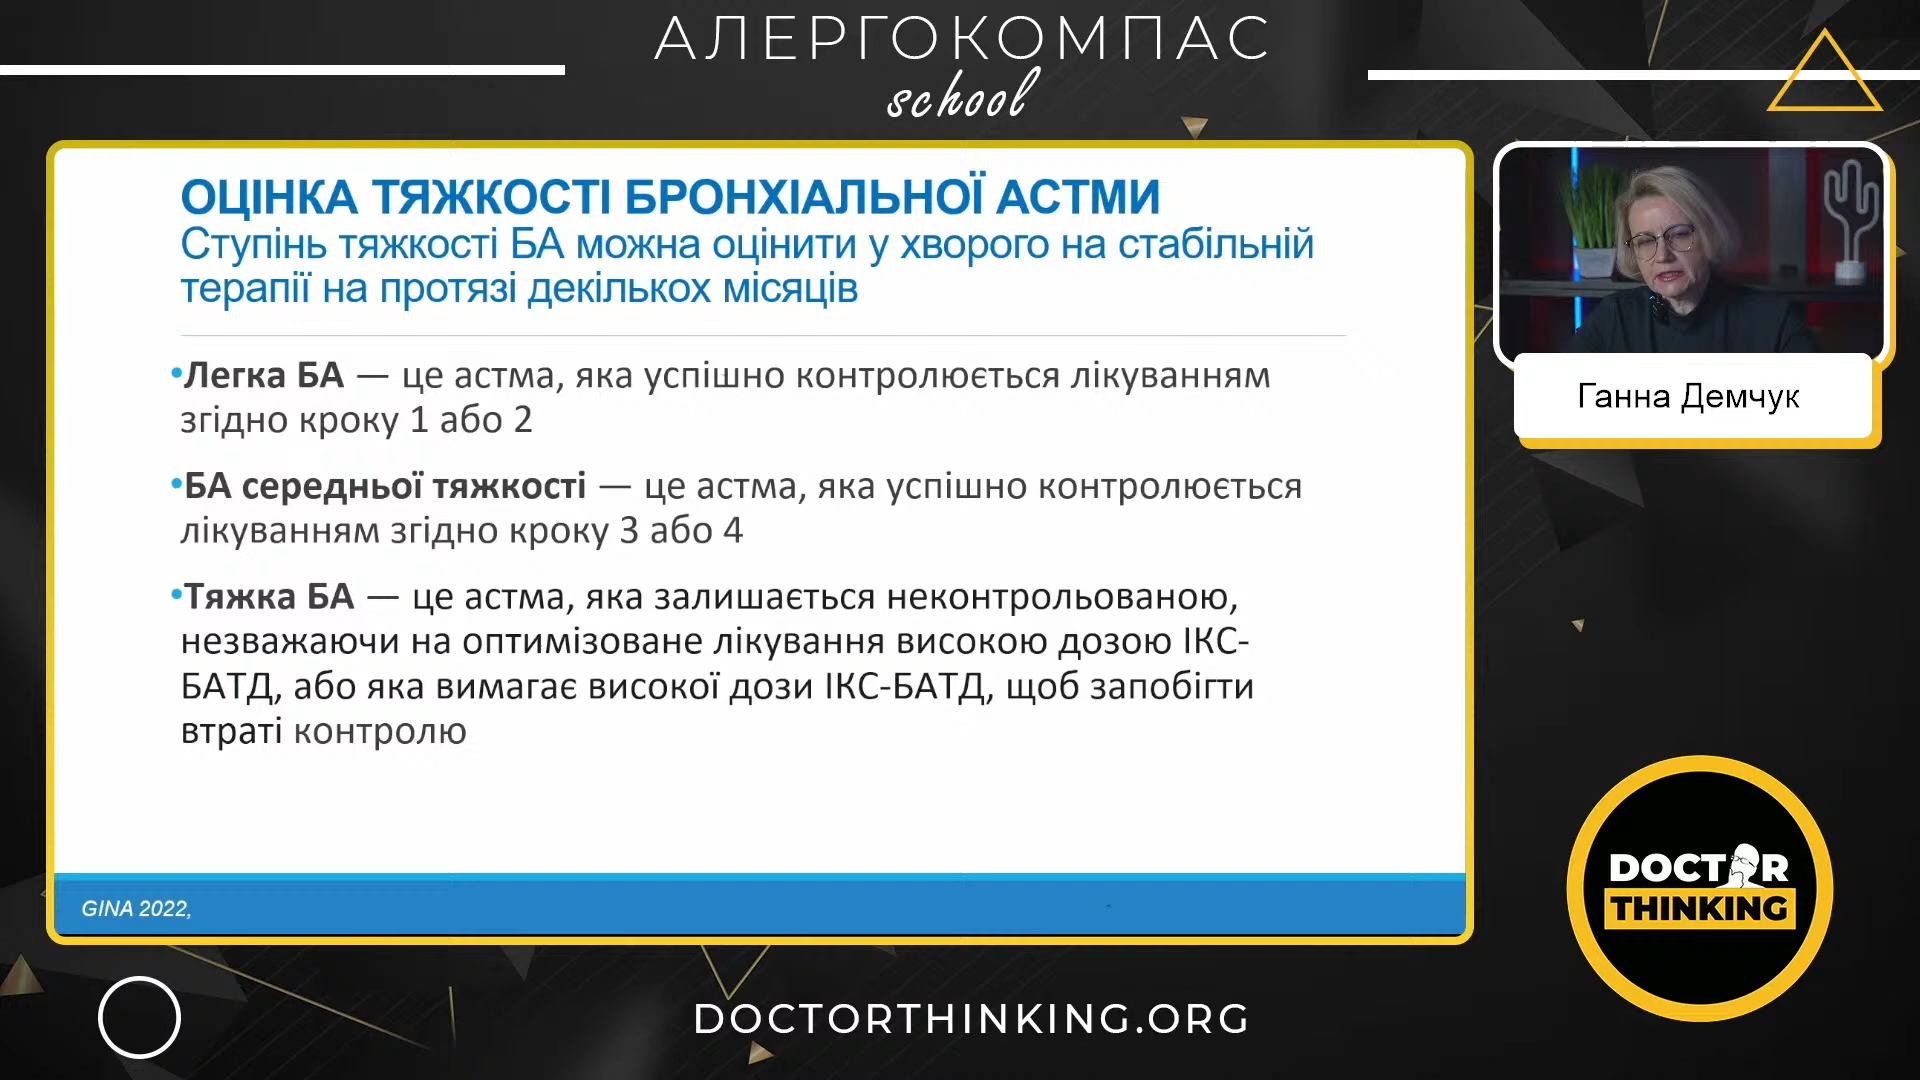 АЛЕРГОКОМПАС
school
ОЦІНКА ТЯЖКОСТІ БРОНХІАЛЬНОЇ АСТМИ
Ступінь тяжкості БА можна оцінити у хворого на стабільній
терапії на протязі декількох місяців
•Легка БА — це астма, яка успішно контролюється лікуванням
згідно кроку 1 або 2
•БА середньої тяжкості — це астма, яка успішно контролюється
лікуванням згідно кроку 3 або 4
•Тяжка БА — це астма, яка залишається неконтрольованою,
незважаючи на оптимізоване лікування високою дозою ІКС-
БАТД, або яка вимагає високої дози ІКС-БАТД, щоб запобігти
втраті контролю
GINA 2022,
Ганна Демчук
DOCTOR
THINKING
DOCTORTHINKING.ORG